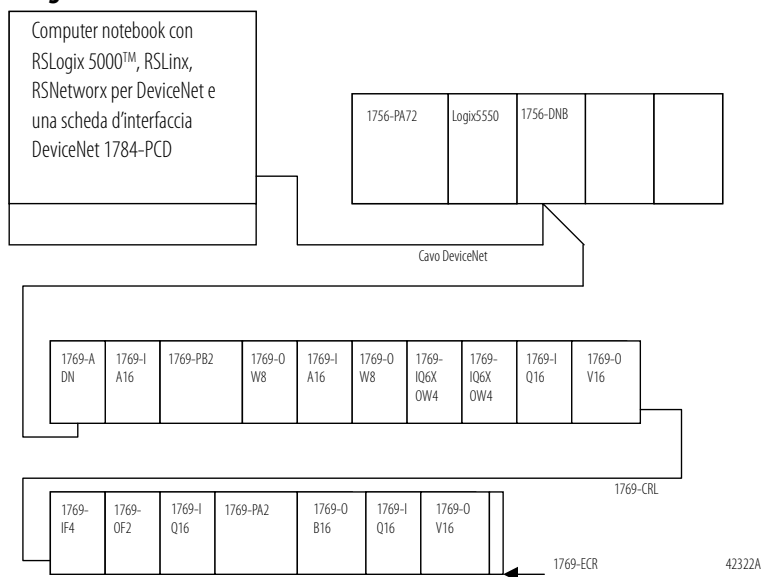 Computer notebook con
RSLogix 5000™, RSLinx,
RSNetworx per DeviceNet e
una scheda d'interfaccia
DeviceNet 1784-PCD
1756-PA72
Logix5550
1756-DNB
Cavo DeviceNet
1769-A
DN
1769-I
A16
1769-PB2
1769-O
W8
1769-I
A16
1769-O
W8
1769-
IQ6X
OW4
1769-
IQ6X
OW4
1769-I
Q16
1769-O
V16
1769-CRL
1769-
IF4
1769-
OF2
1769-I
Q16
1769-PA2
1769-O
B16
1769-I
Q16
1769-O
V16
1769-ECR
42322A